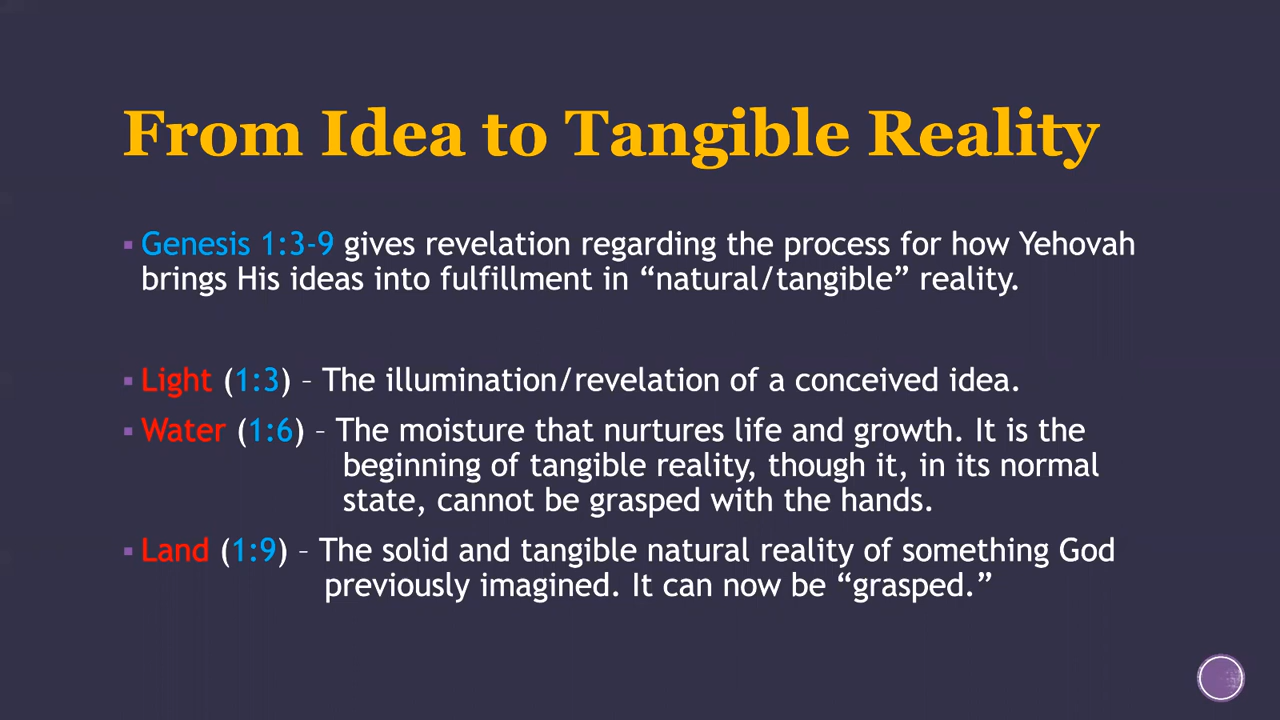 From Idea to Tangible Reality
▪ Genesis 1:3-9 gives revelation regarding the process for how Yehovah
brings His ideas into fulfillment in “natural/tangible” reality.
▪ Light (1:3) – The illumination/revelation of a conceived idea.
▪ Water (1:6) – The moisture that nurtures life and growth. It is the
beginning of tangible reality, though it, in its normal
state, cannot be grasped with the hands.
▪ Land (1:9) – The solid and tangible natural reality of something God
previously imagined. It can now be “grasped.”